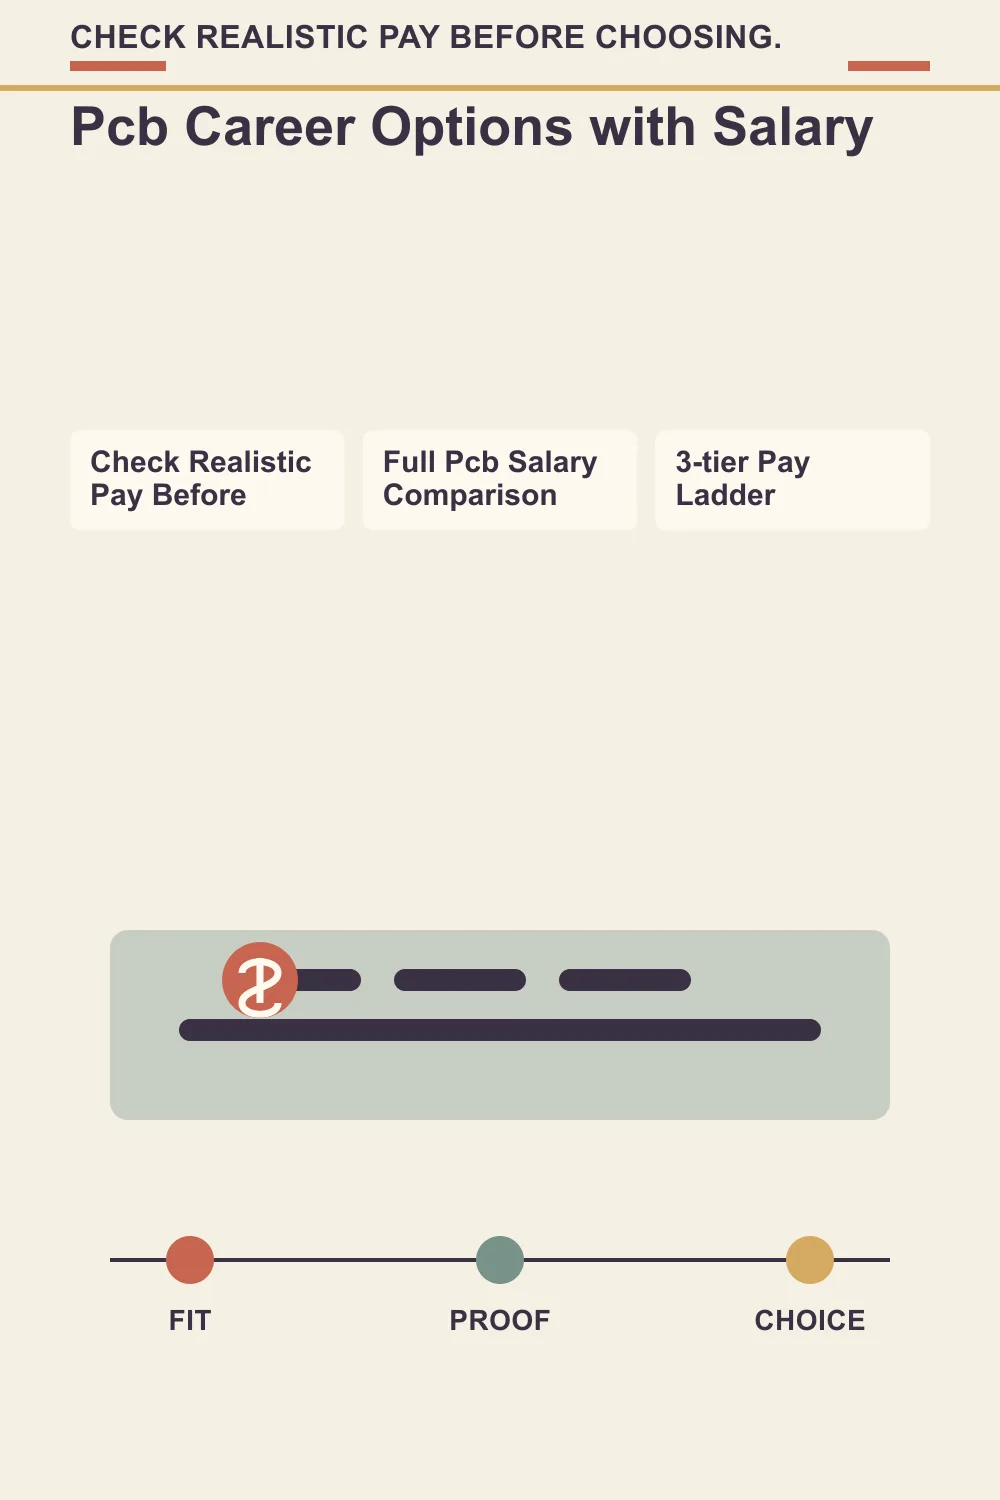 CHECK REALISTIC PAY BEFORE CHOOSING.
Pcb Career Options with Salary
Check Realistic
Pay Before
Full Pcb Salary
Comparison
3-tier Pay
Ladder
FIT
PROOF
CHOICE